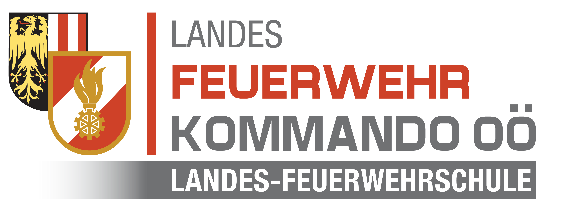 LANDES
FEUERWEHR
KOMMANDO OÖ
LANDES-FEUERWEHRSCHULE